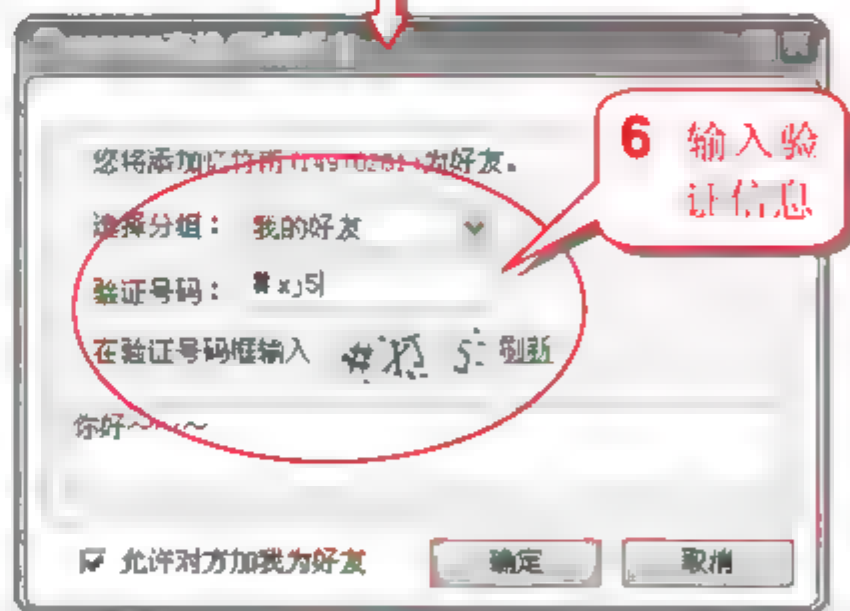 6 输入验
证信息
您将添加 为好友。
选择分组： 我的好友
验证号码： #xj5
在验证号码框输入 刷新
你好～～～
允许对方加我为好友
确定 取消